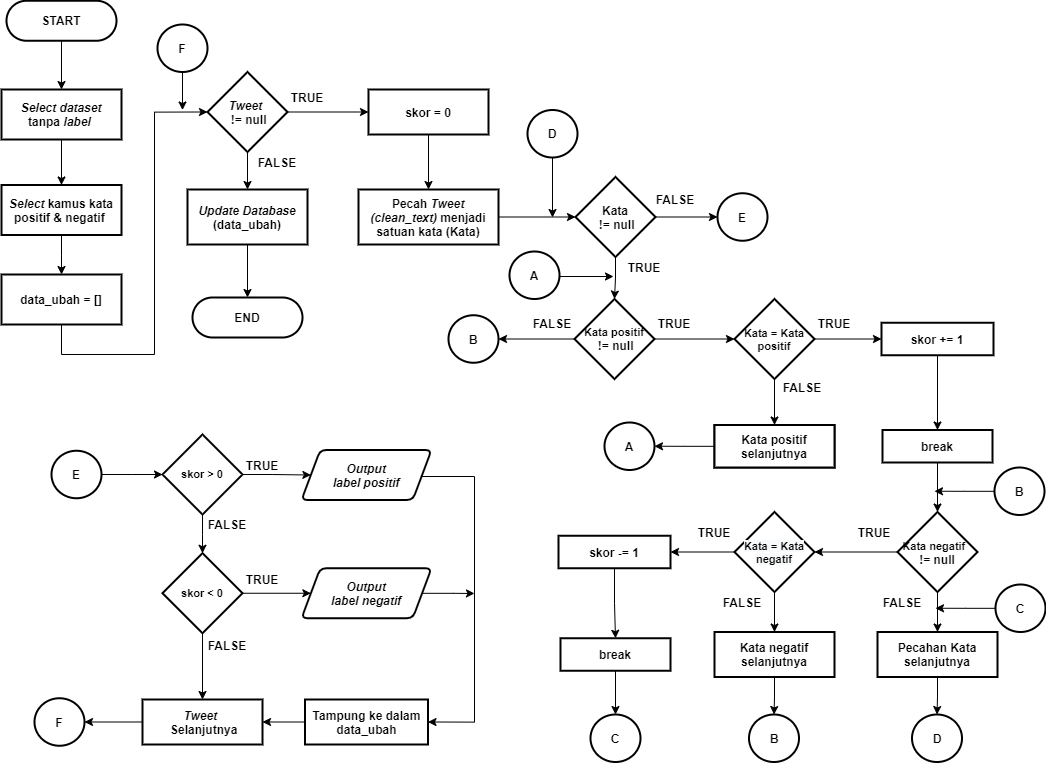 START
Select dataset
tanpa label
Select kamus kata
positif & negatif
data_ubah = []
F
Tweet
!= null
TRUE
FALSE
Update Database
(data_ubah)
END
skor = 0
Pecah Tweet
(clean_text) menjadi
satuan kata (Kata)
D
Kata
!= null
FALSE
E
TRUE
A
Kata positif
!= null
FALSE
B
TRUE
Kata = Kata
positif
TRUE
skor += 1
FALSE
Kata positif
selanjutnya
A
break
B
Kata negatif
!= null
TRUE
Kata = Kata
negatif
TRUE
skor -= 1
break
C
FALSE
Kata negatif
selanjutnya
B
FALSE
C
Pecahan Kata
selanjutnya
D
E
skor > 0
TRUE
Output
label positif
FALSE
skor < 0
TRUE
Output
label negatif
FALSE
Tweet
Selanjutnya
Tampung ke dalam
data_ubah
F